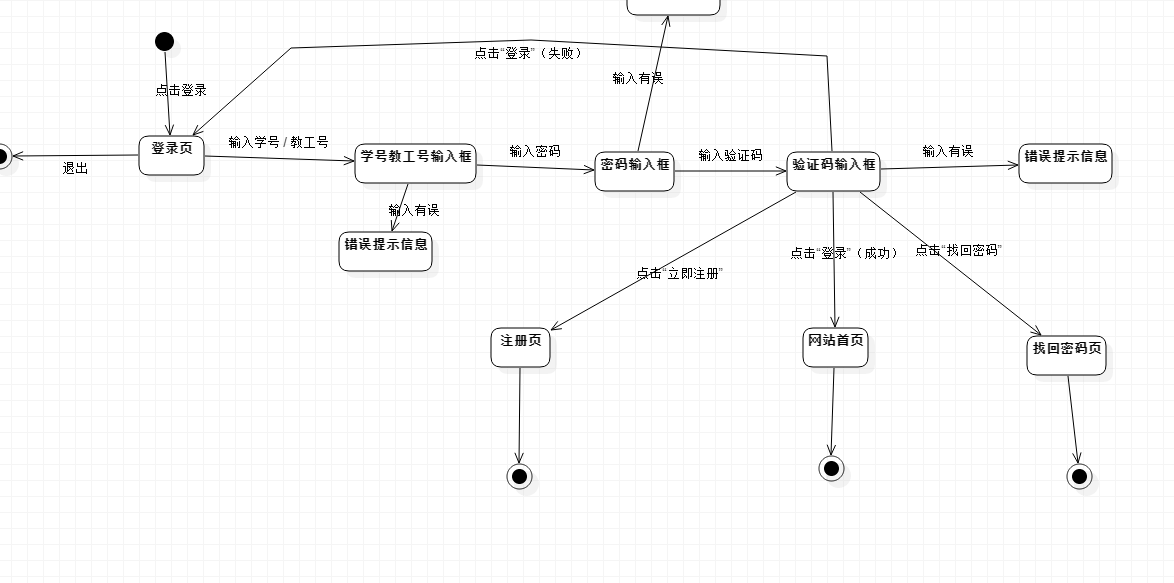 点击“登录”（失败）
输入有误
点击登录
输入学号 / 教工号
登录页
输入密码
输入验证码
输入有误
学号教工号输入框
密码输入框
验证码输入框
错误提示信息
退出
输入有误
错误提示信息
点击“登录”（成功）
点击“找回密码”
点击“立即注册”
注册页
网站首页
找回密码页